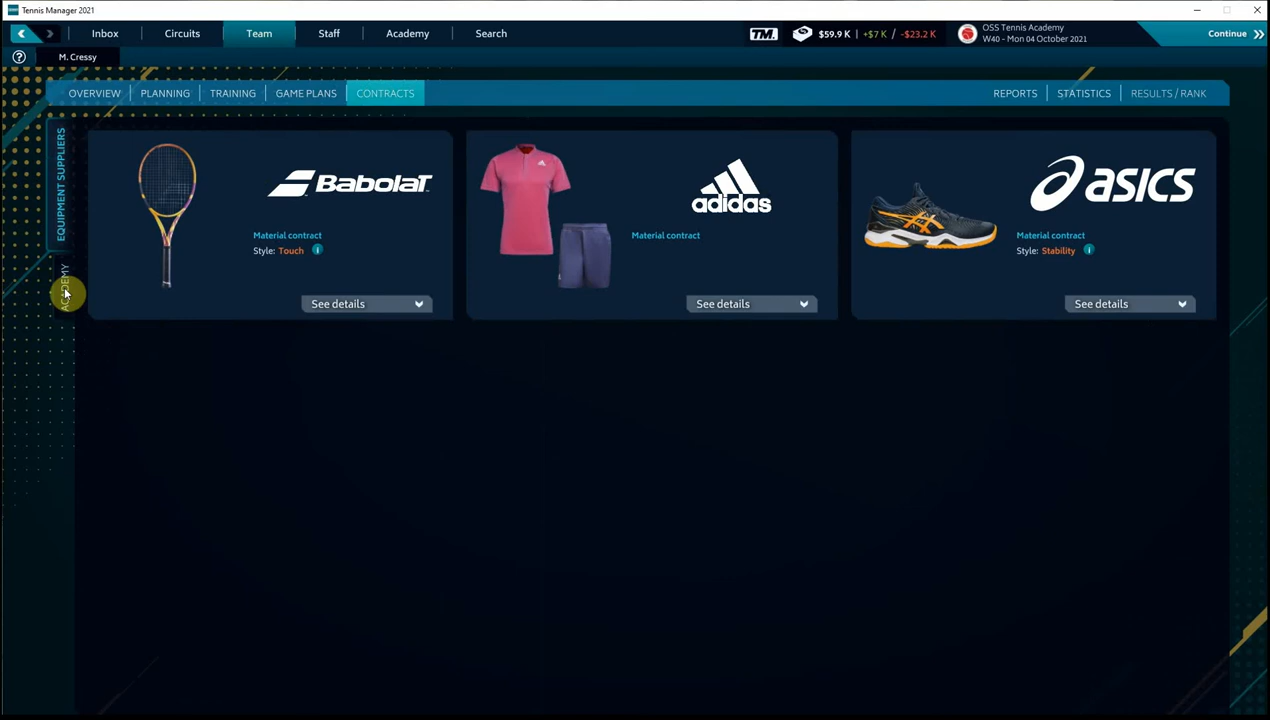 Tennis Manager 2021
Inbox
Circuits
Team
Staff
Academy
Search
TM.
$59.9 K | +$7 K / -$23.2 K
OSS Tennis Academy
W40 - Mon 04 October 2021
Continue
M. Cressy
OVERVIEW
PLANNING
TRAINING
GAME PLANS
CONTRACTS
REPORTS
STATISTICS
RESULTS / RANK
EQUIPMENT SUPPLIERS
ACADEMY
BABOLAT
Material contract
Style: Touch
See details
adidas
Material contract
See details
asics
Material contract
Style: Stability
See details